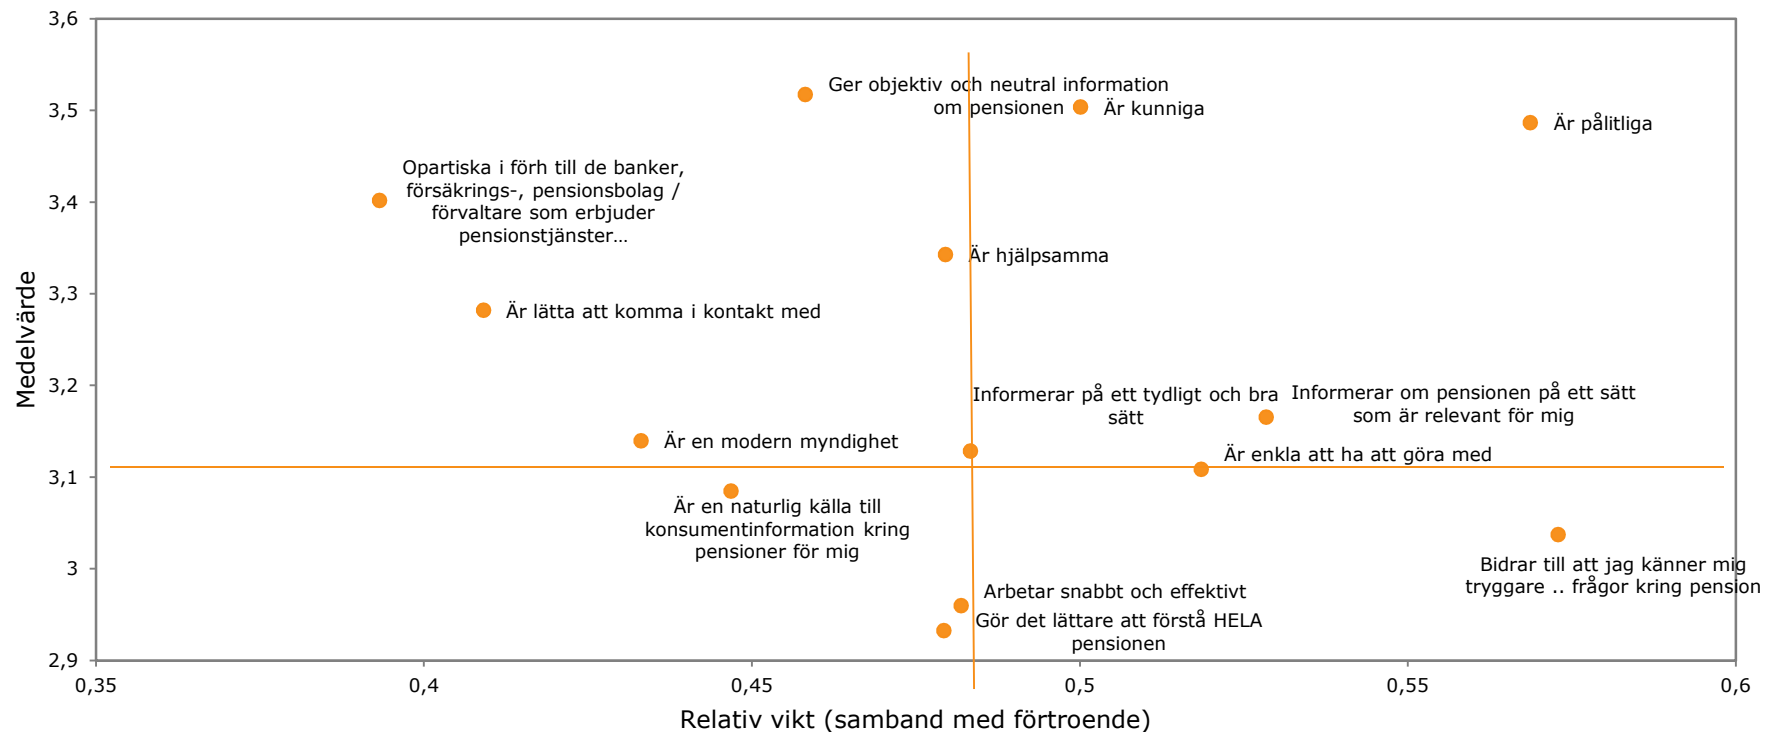 3,6
3,5
3,4
3,3
3,2
3,1
3
2,9
Medelvärde
Ger objektiv och neutral information
om pensionen
Är kunniga
Är pålitliga
Opartiska i förh till de banker,
försäkrings-, pensionsbolag /
förvaltare som erbjuder
pensionstjänster…
Är hjälpsamma
Är lätta att komma i kontakt med
Informerar på ett tydligt och bra
sätt
Informerar om pensionen på ett sätt
som är relevant för mig
Är en modern myndighet
Är enkla att ha att göra med
Är en naturlig källa till
konsumentinformation kring
pensioner för mig
Bidrar till att jag känner mig
tryggare .. frågor kring pension
Arbetar snabbt och effektivt
Gör det lättare att förstå HELA
pensionen
0,35
0,4
0,45
0,5
0,55
0,6
Relativ vikt (samband med förtroende)